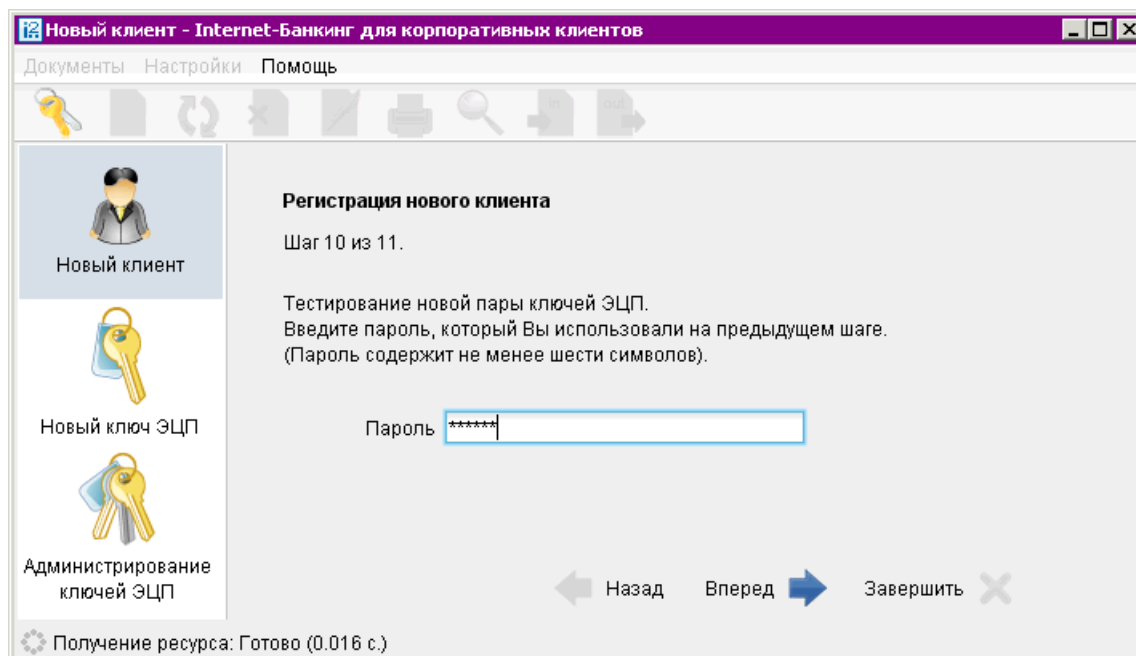 Новый клиент - Internet-Банкинг для корпоративных клиентов
Документы Настройки Помощь
in out
Новый клиент
Новый ключ ЭЦП
Администрирование
ключей ЭЦП
Регистрация нового клиента
Шаг 10 из 11.
Тестирование новой пары ключей ЭЦП.
Введите пароль, который Вы использовали на предыдущем шаге.
(Пароль содержит не менее шести символов).
Пароль ******
Назад Вперед Завершить
Получение ресурса: Готово (0.016 с.)